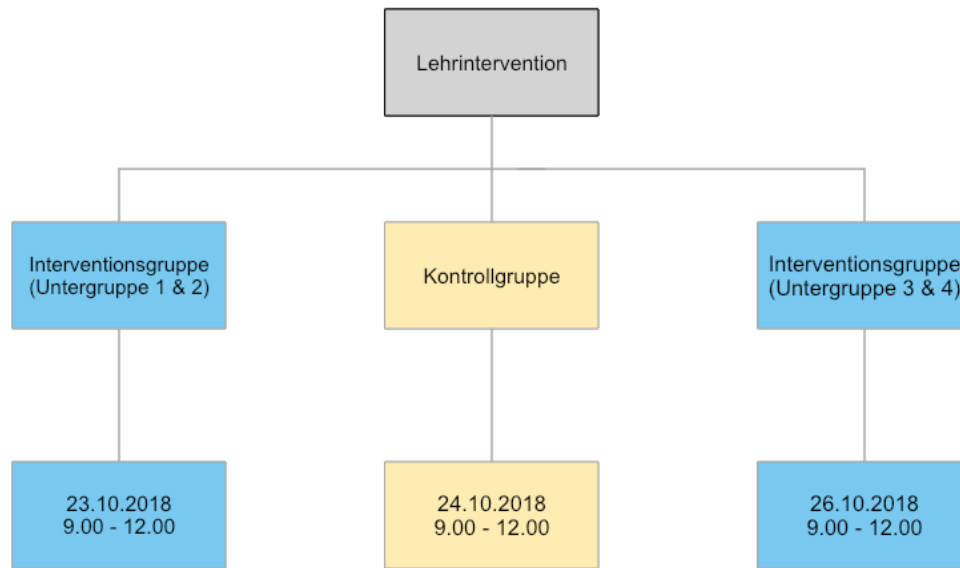 Lehrintervention
Interventionsgruppe
(Untergruppe 1 & 2)
Kontrollgruppe
Interventionsgruppe
(Untergruppe 3 & 4)
23.10.2018
9.00 - 12.00
24.10.2018
9.00 - 12.00
26.10.2018
9.00 - 12.00